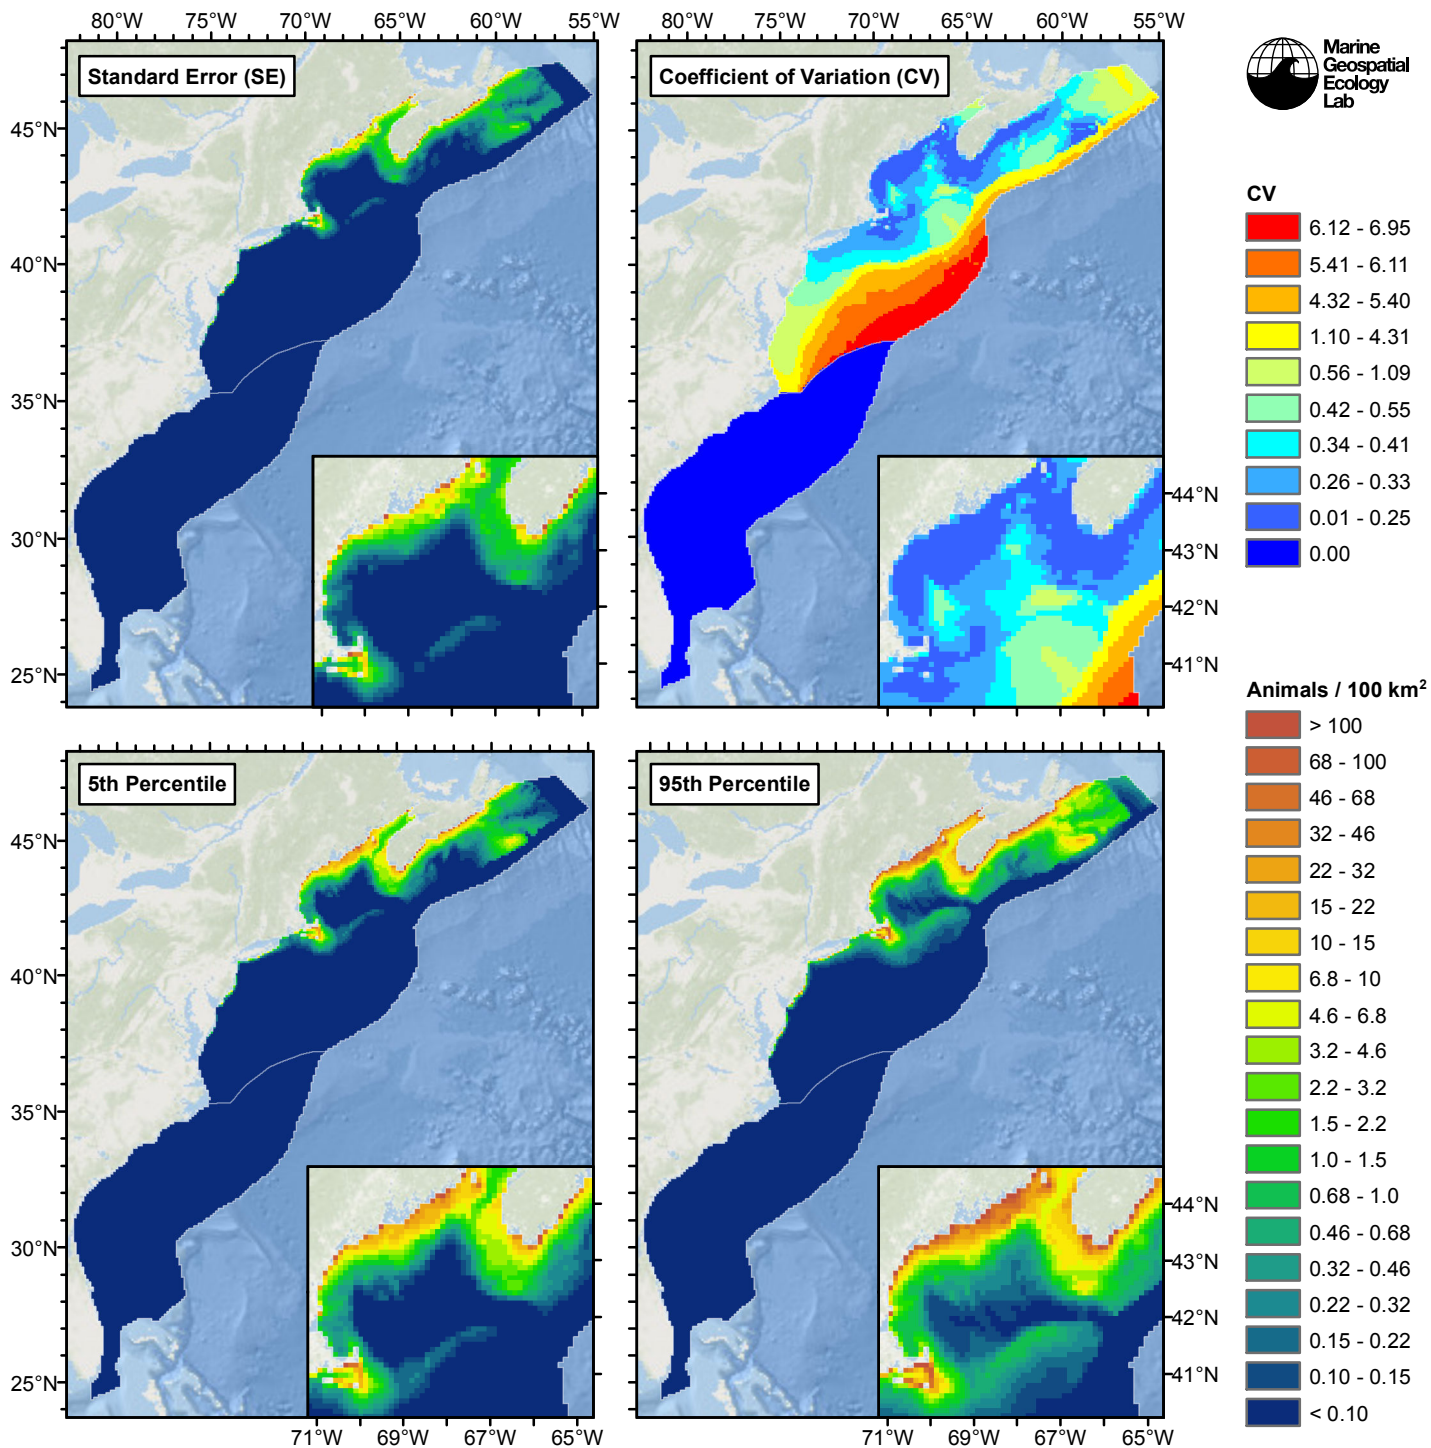 80°W 75°W 70°W 65°W 60°W 55°W
80°W 75°W 70°W 65°W 60°W 55°W
Standard Error (SE)
Coefficient of Variation (CV)
Marine
Geospatial
Ecology
Lab
45°N
40°N
35°N
30°N
25°N
44°N
43°N
42°N
41°N
CV
6.12 - 6.95
5.41 - 6.11
4.32 - 5.40
1.10 - 4.31
0.56 - 1.09
0.42 - 0.55
0.34 - 0.41
0.26 - 0.33
0.01 - 0.25
0.00
5th Percentile
95th Percentile
45°N
40°N
35°N
30°N
25°N
44°N
43°N
42°N
41°N
71°W 69°W 67°W 65°W
71°W 69°W 67°W 65°W
Animals / 100 km²
> 100
68 - 100
46 - 68
32 - 46
22 - 32
15 - 22
10 - 15
6.8 - 10
4.6 - 6.8
3.2 - 4.6
2.2 - 3.2
1.5 - 2.2
1.0 - 1.5
0.68 - 1.0
0.46 - 0.68
0.32 - 0.46
0.22 - 0.32
0.15 - 0.22
0.10 - 0.15
< 0.10